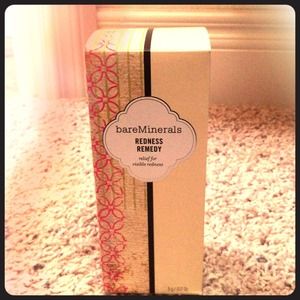 bareMinerals
REDNESS
REMEDY
relief for
visible redness